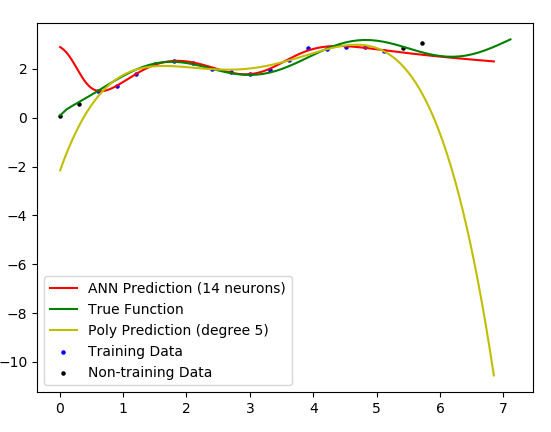 2
0
−2
−4
−6
−8
−10
ANN Prediction (14 neurons)
True Function
Poly Prediction (degree 5)
Training Data
Non-training Data
0 1 2 3 4 5 6 7